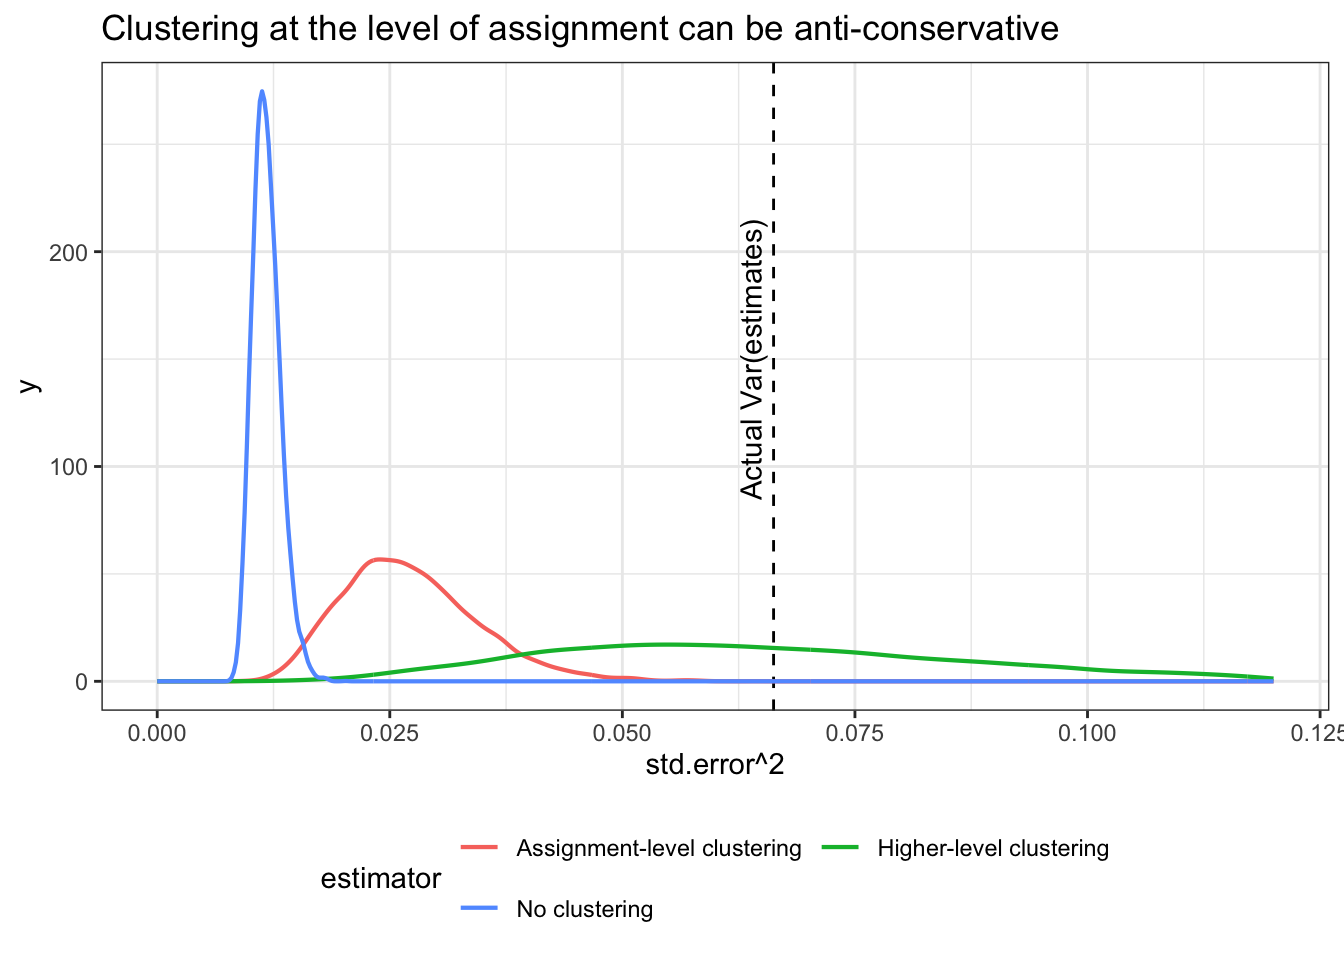 Clustering at the level of assignment can be anti-conservative
y
200
100
0
Actual Var(estimates)
0.000 0.025 0.050 0.075 0.100 0.125
std.error^2
estimator
Assignment-level clustering Higher-level clustering
No clustering